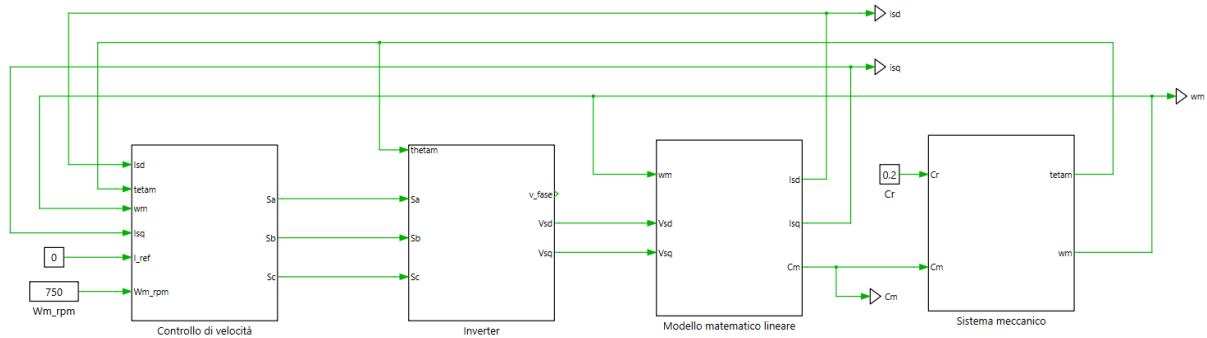 Isd
isq
wm
Isd
tetam
wm
Isq
I_ref
Wm_rpm
Sa
Sb
Sc
0
750
Wm_rpm
Controllo di velocità
thetam
Sa
Sb
Sc
v_fase
Vsd
Vsq
Inverter
wm
Vsd
Vsq
Isd
Isq
Cm
Modello matematico lineare
Cm
0.2
Cr
Cr
Cm
tetam
wm
Sistema meccanico